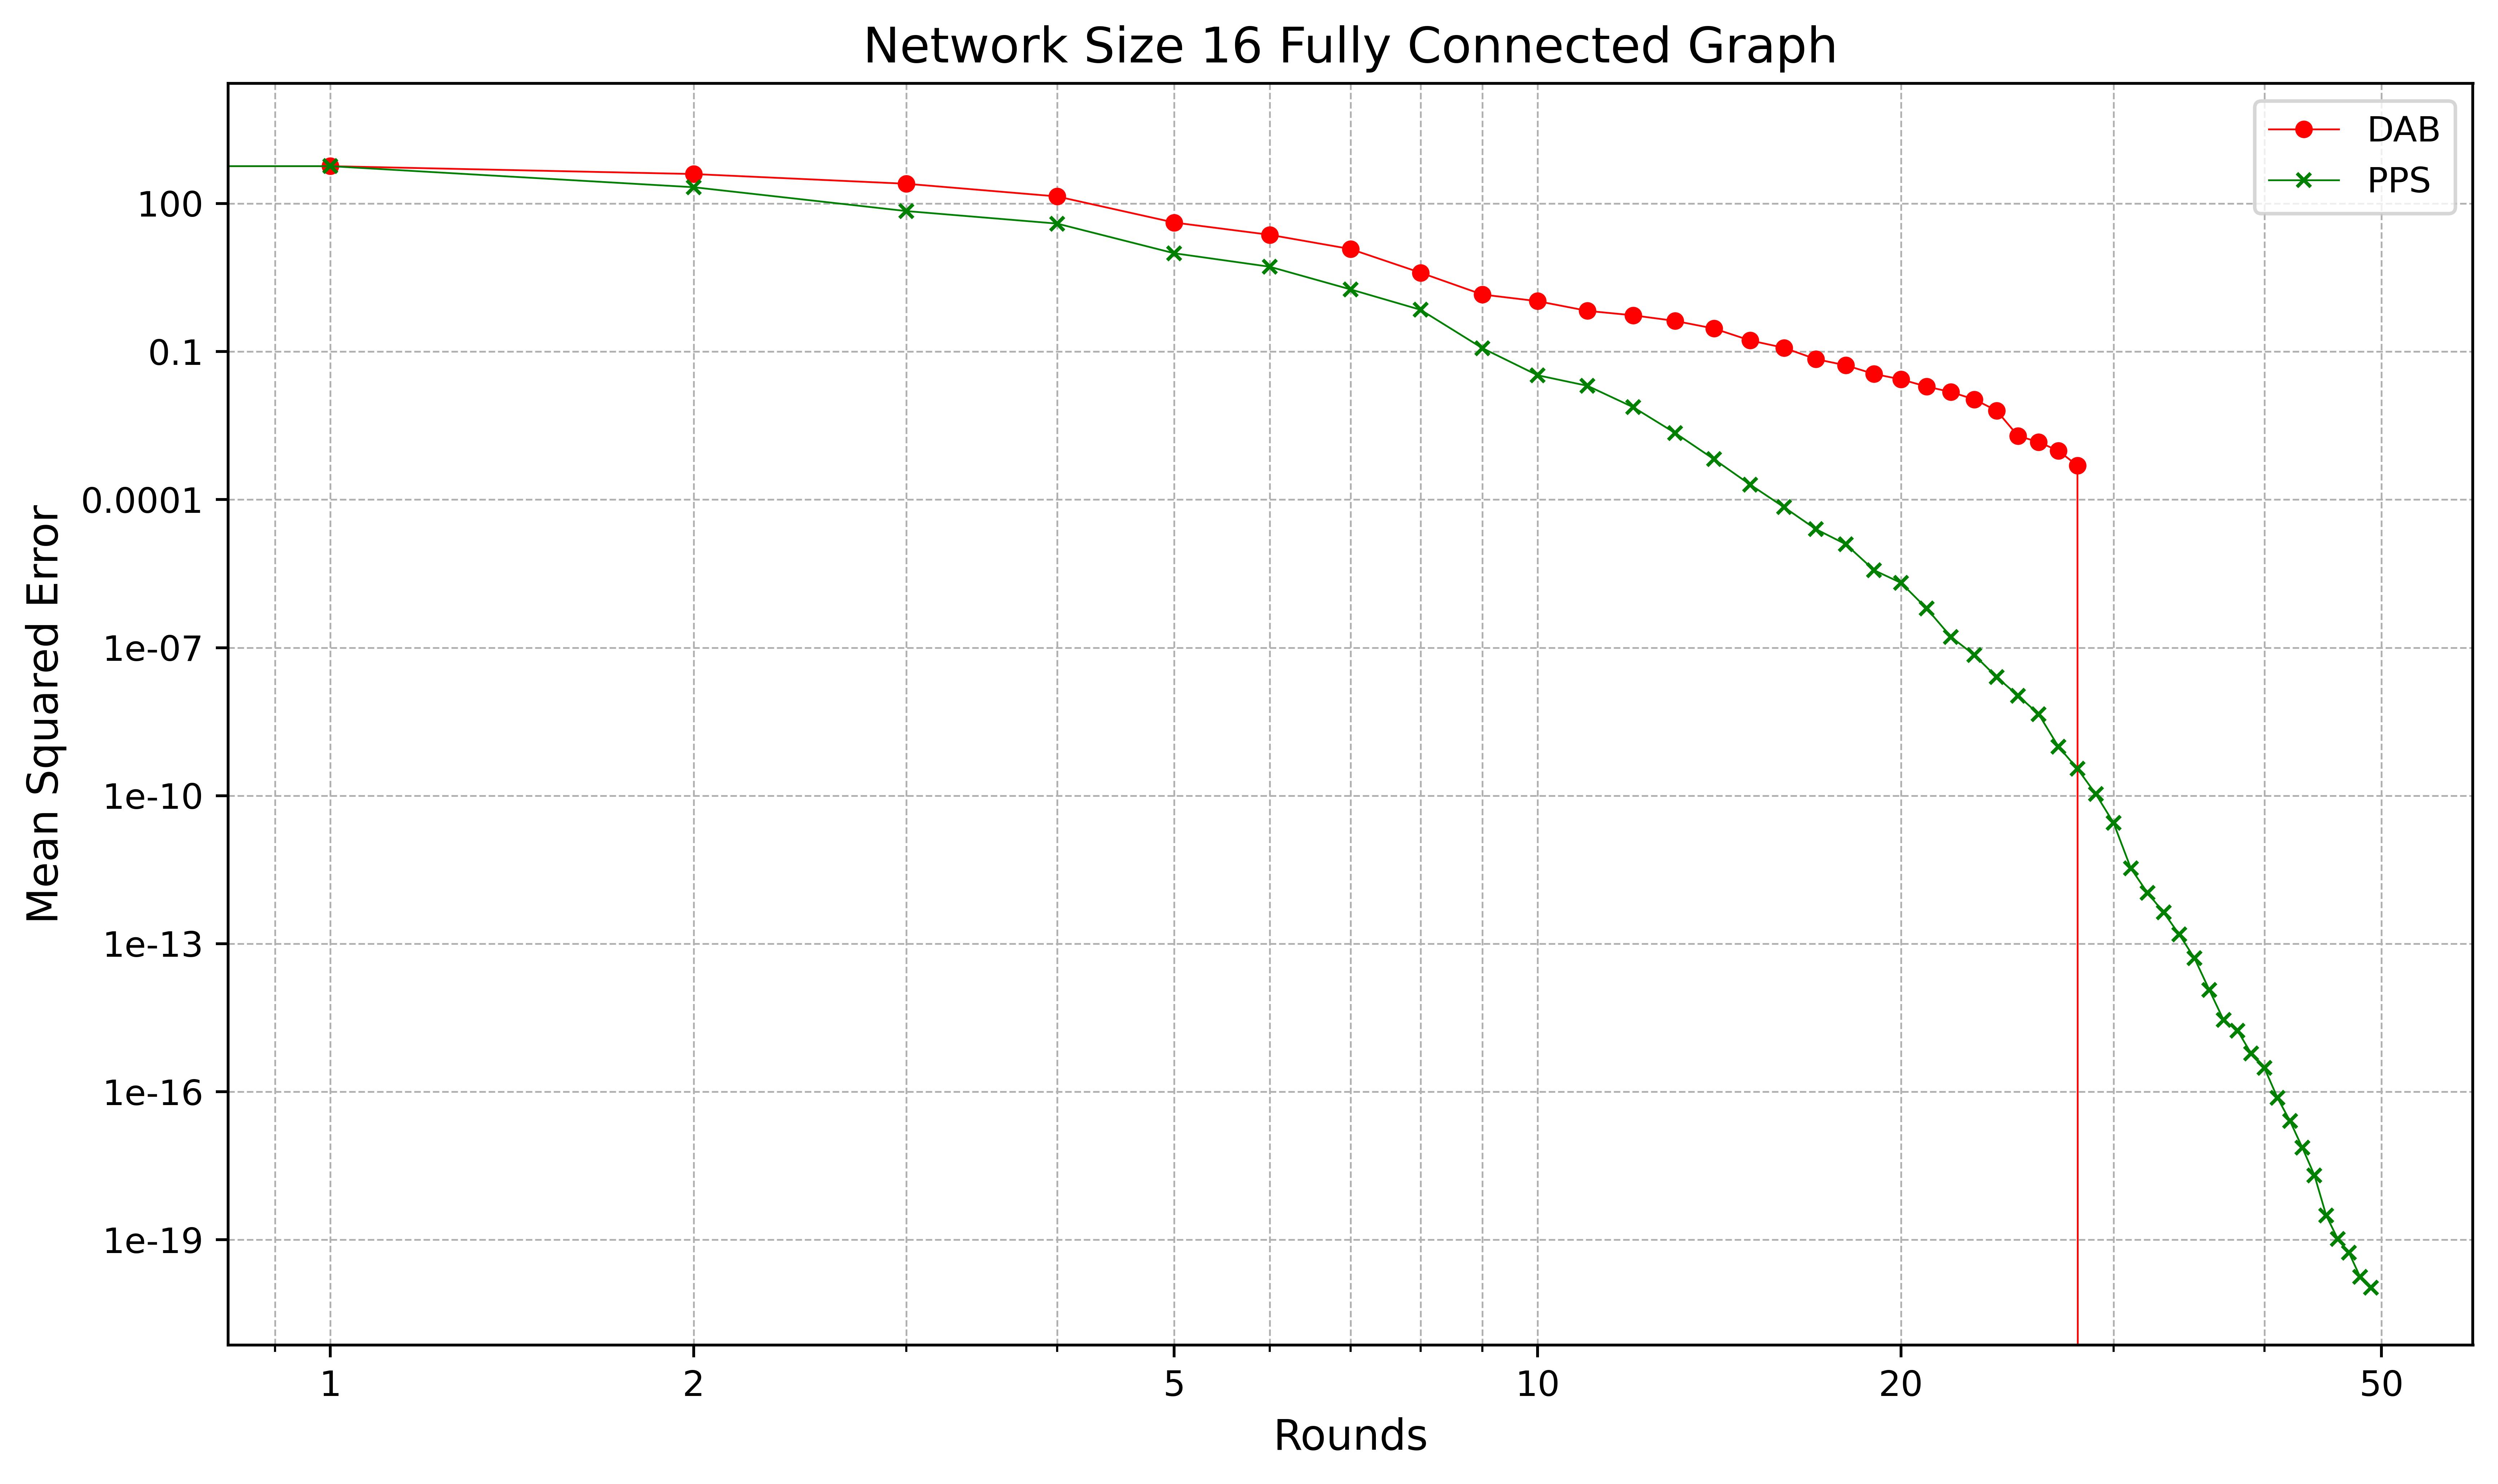 Network Size 16 Fully Connected Graph
DAB
PPS
100
0.1
0.0001
1e-07
1e-10
1e-13
1e-16
1e-19
Mean Squared Error
1 2 5 10 20 50
Rounds